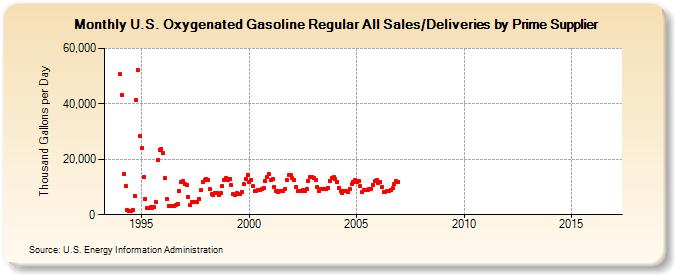 Monthly U.S. Oxygenated Gasoline Regular All Sales/Deliveries by Prime Supplier
Thousand Gallons per Day
60,000
40,000
20,000
0
1995 2000 2005 2010 2015
Source: U.S. Energy Information Administration